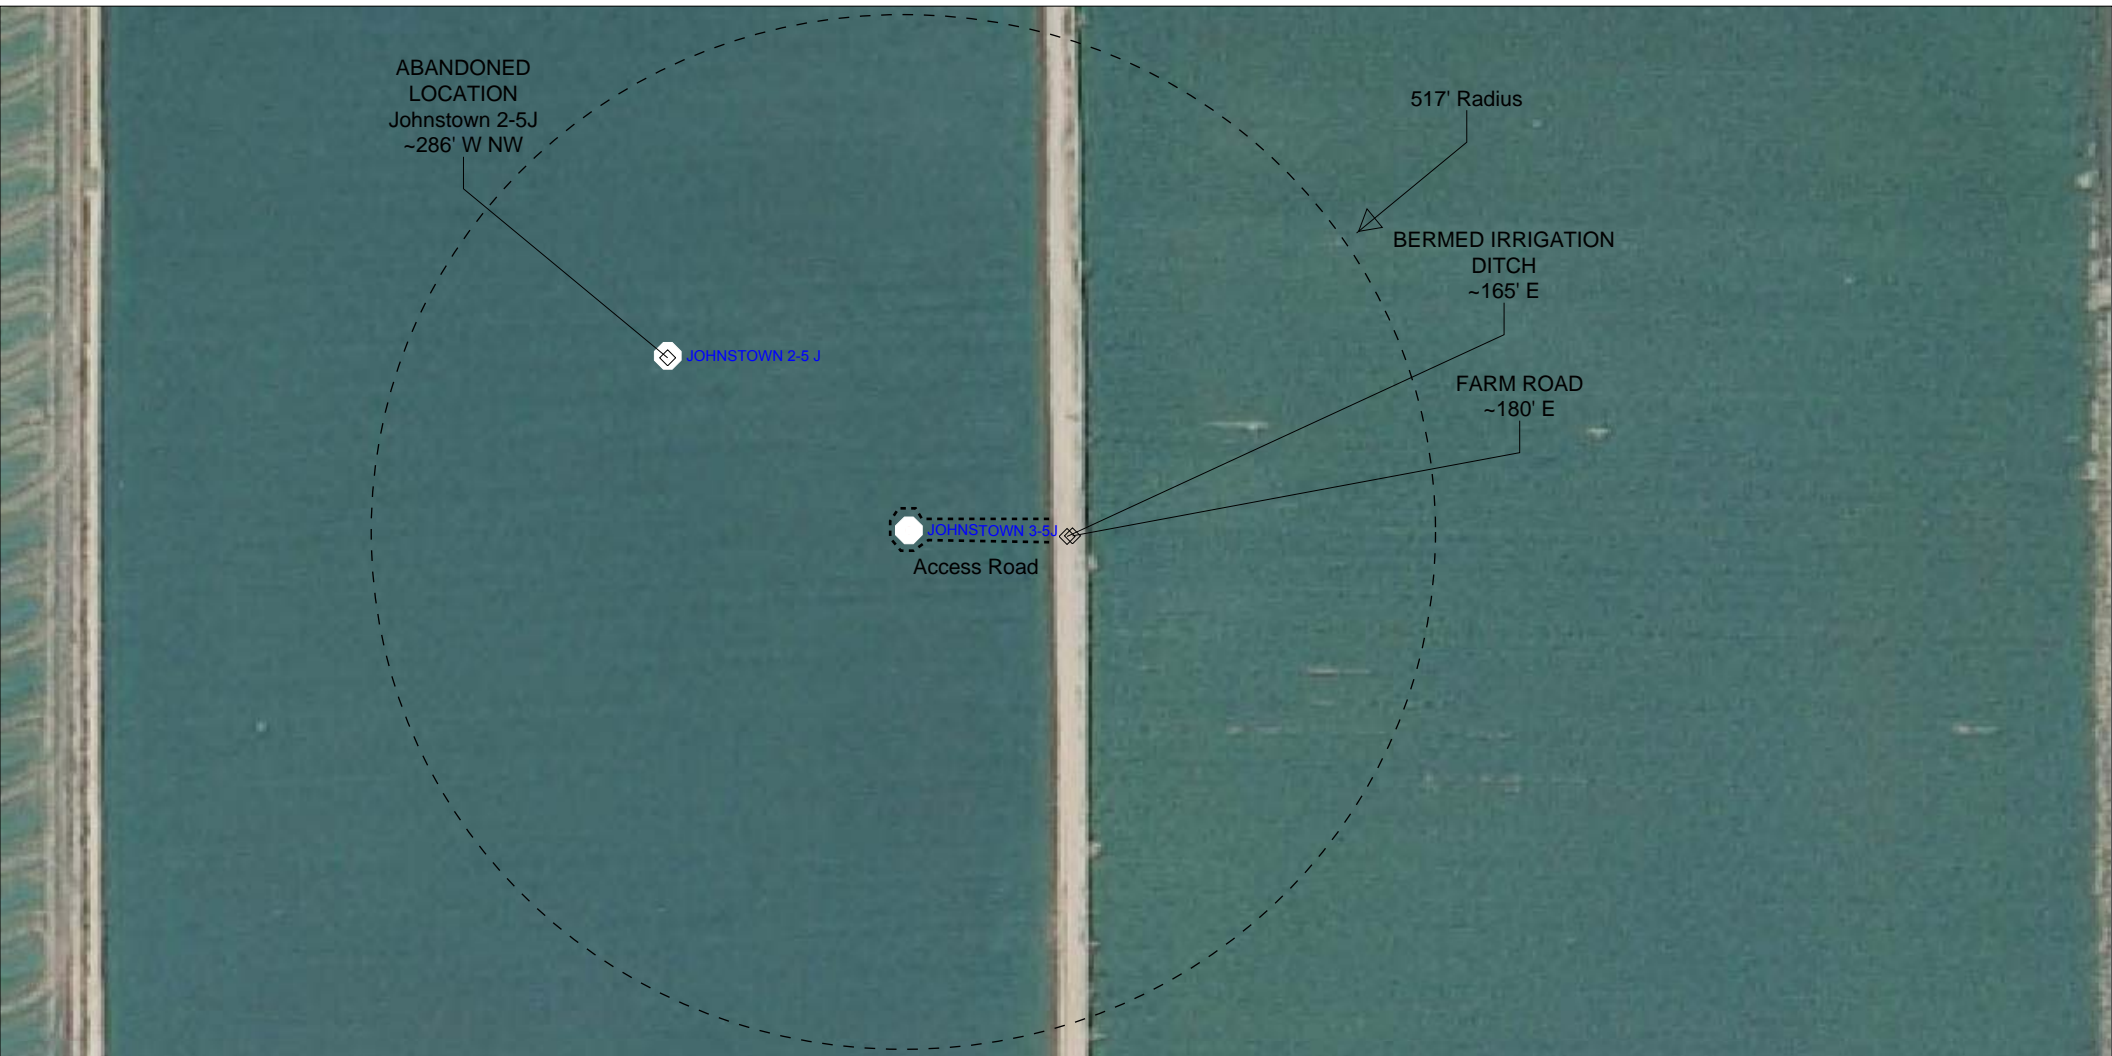 ABANDONED
LOCATION
Johnstown 2-5J
~286' W NW
517' Radius
BERMED IRRIGATION
DITCH
~165' E
JOHNSTOWN 2-5 J
FARM ROAD
~180' E
JOHNSTOWN 3-5J
Access Road